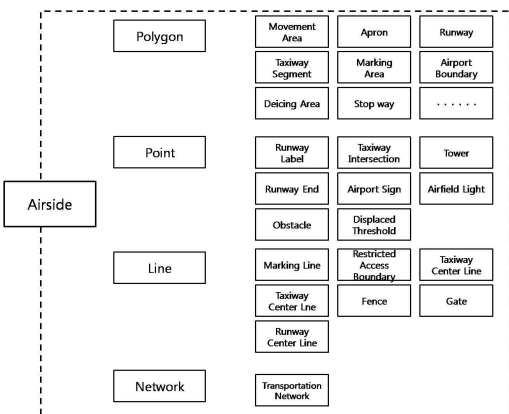 Polygon
Movement
Area
Apron
Runway
Taxiway
Segment
Marking
Area
Airport
Boundary
Deicing Area
Stop way
· · · · · ·
Point
Runway
Label
Taxiway
Intersection
Tower
Runway End
Airport Sign
Airfield Light
Obstacle
Displaced
Threshold
Airside
Line
Marking Line
Restricted
Access
Boundary
Taxiway
Center Line
Taxiway
Center Lne
Fence
Gate
Runway
Center Line
Network
Transportation
Network